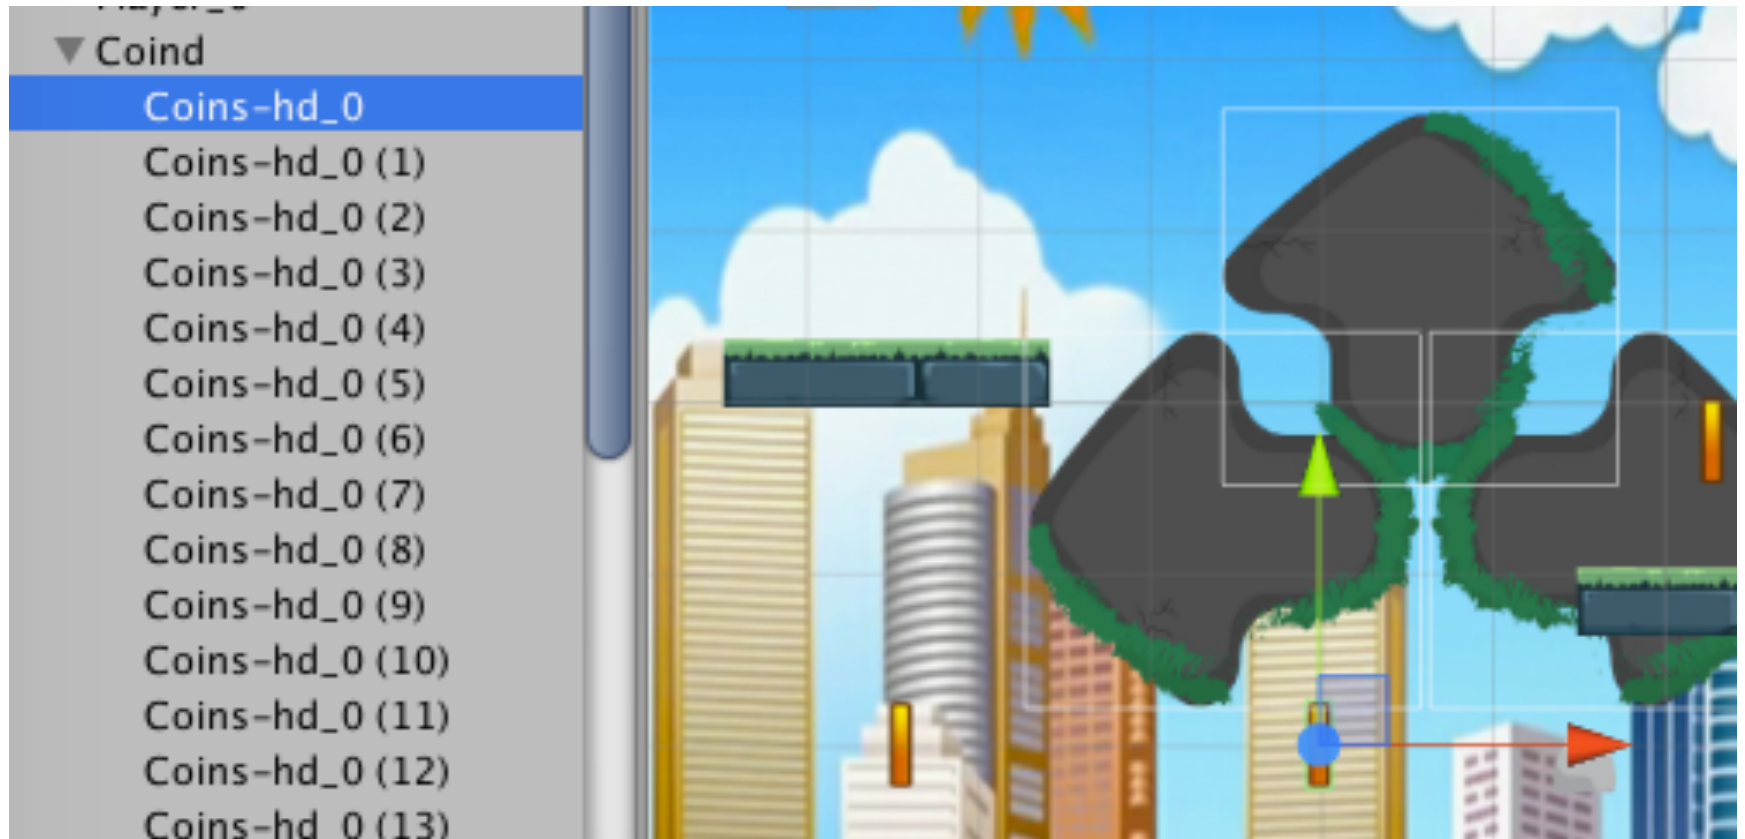 Coind
Coins-hd_0
Coins-hd_0 (1)
Coins-hd_0 (2)
Coins-hd_0 (3)
Coins-hd_0 (4)
Coins-hd_0 (5)
Coins-hd_0 (6)
Coins-hd_0 (7)
Coins-hd_0 (8)
Coins-hd_0 (9)
Coins-hd_0 (10)
Coins-hd_0 (11)
Coins-hd_0 (12)
Coins-hd_0 (13)